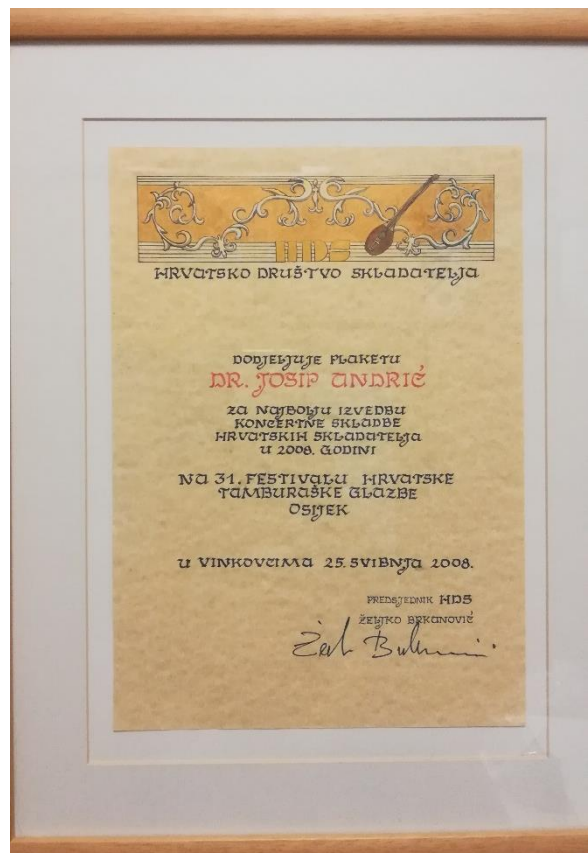 HDS
HRVATSKO DRUŠTVO SKLADATELJA
DODJELJUJE PLAKETU
DR. JOSIP ANDRIĆ
ZA NAJBOLJU IZVEDBU
KONCERTNE SKLADBE
HRVATSKIH SKLADATELJA
U 2008. GODINI
NA 31. FESTIVALU HRVATSKE
TAMBURAŠKE GLAZBE
OSIJEK
U VINKOVCIMA 25. SVIBNJA 2008.
PREDSJEDNIK HDS
ŽELJKO BRKANOVIĆ